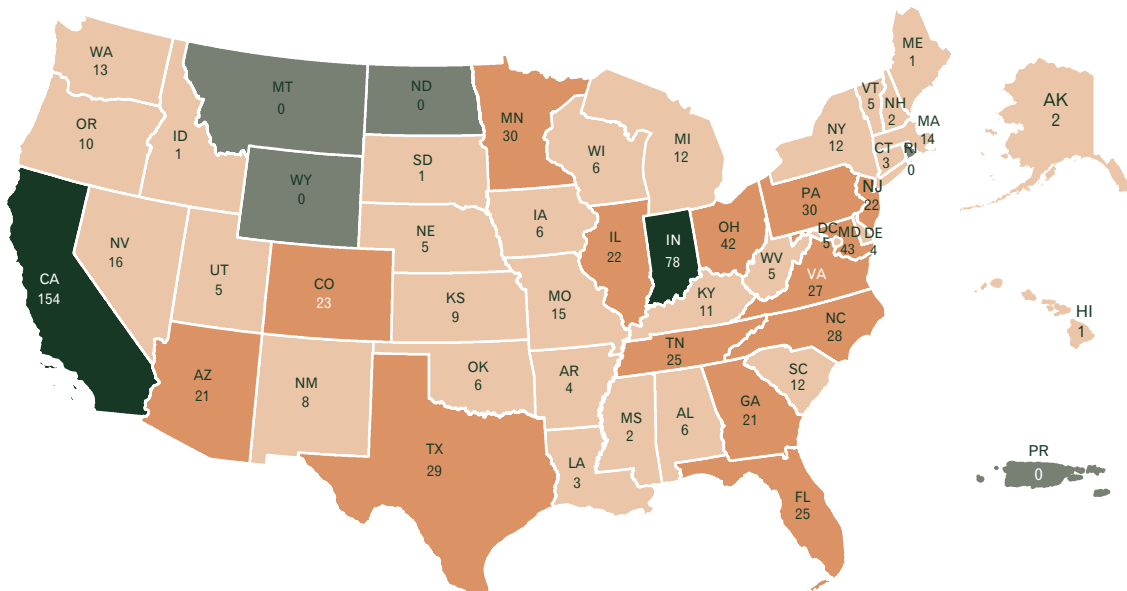 WA
13
MT
0
ND
0
MN
30
ME
1
VT
5
NH
2
MA
14
NY
12
CT
3
RI
0
OR
10
ID
1
SD
1
WI
6
MI
12
AK
2
WY
0
IA
6
PA
30
NJ
22
NV
16
NE
5
IL
22
IN
78
OH
42
DC
5
MD
43
DE
4
CA
154
UT
5
CO
23
KS
9
MO
15
KY
11
WV
5
VA
27
HI
1
AZ
21
NM
8
OK
6
AR
4
TN
25
NC
28
SC
12
MS
2
AL
6
GA
21
TX
29
LA
3
FL
25
PR
0